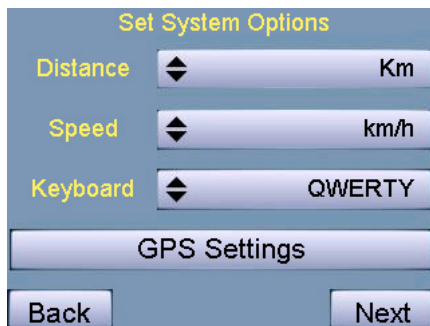 Set System Options
Distance Km
Speed km/h
Keyboard QWERTY
GPS Settings
Back Next